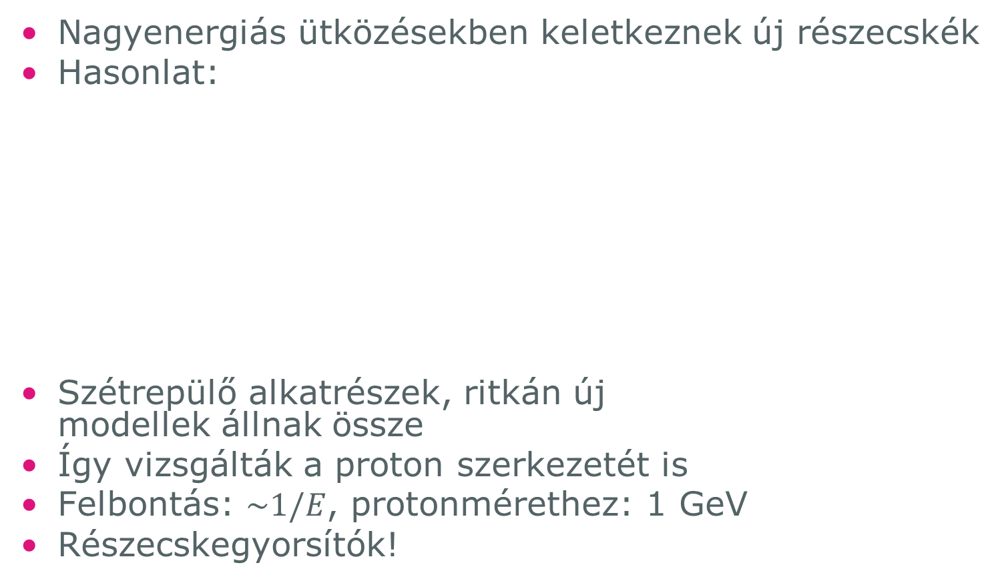 • Nagyenergiás ütközésekben keletkeznek új részecskék
• Hasonlat:
• Szétrepülő alkatrészek, ritkán új
modellek állnak össze
• Így vizsgálták a proton szerkezetét is
• Felbontás: ~1/E, protonmérethez: 1 GeV
• Részecskegyorsítók!